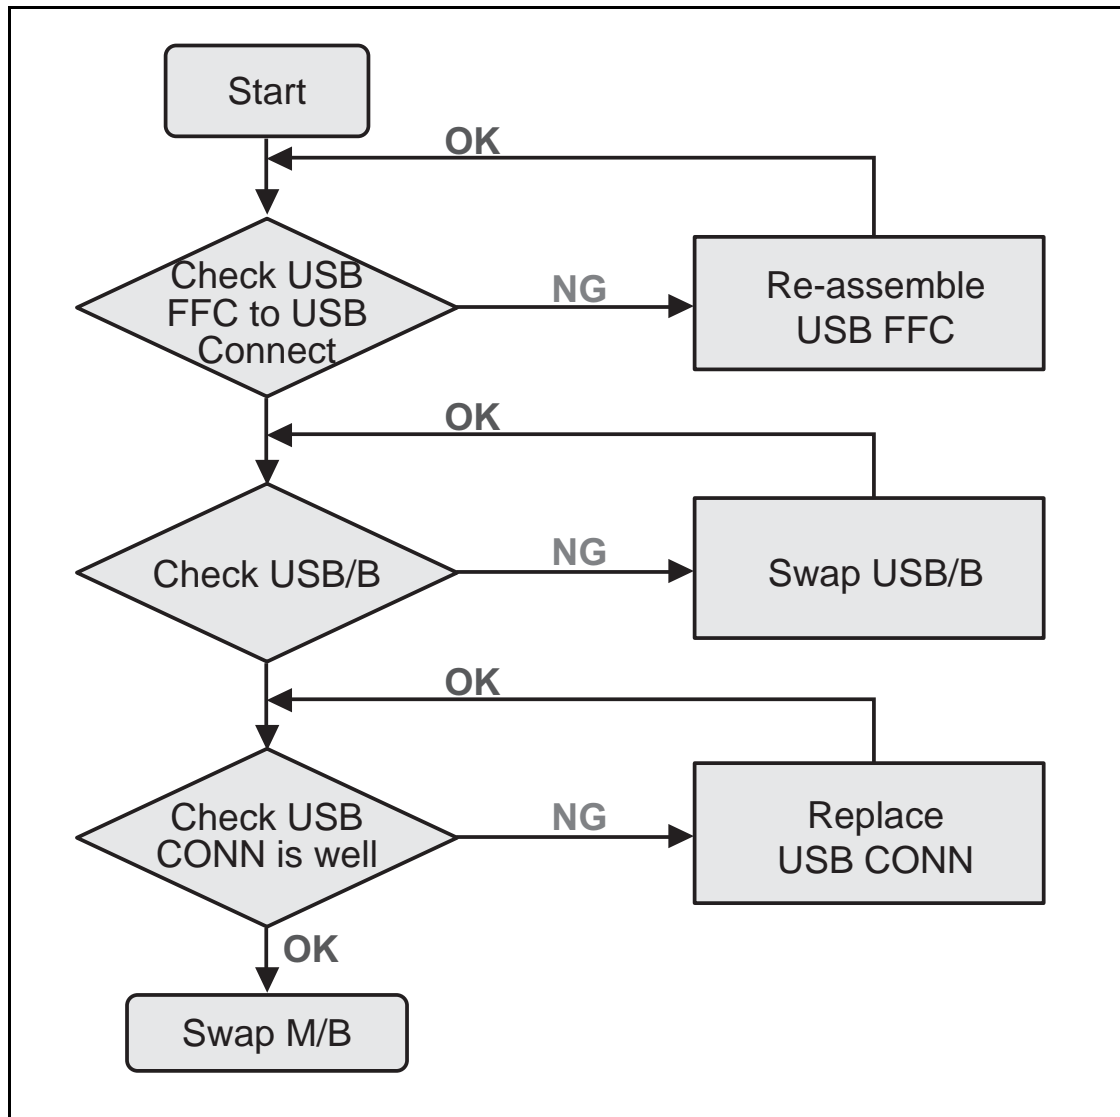 Start
OK
Check USB
FFC to USB
Connect
NG
Re-assemble
USB FFC
OK
Check USB/B
NG
Swap USB/B
OK
Check USB
CONN is well
NG
Replace
USB CONN
OK
Swap M/B